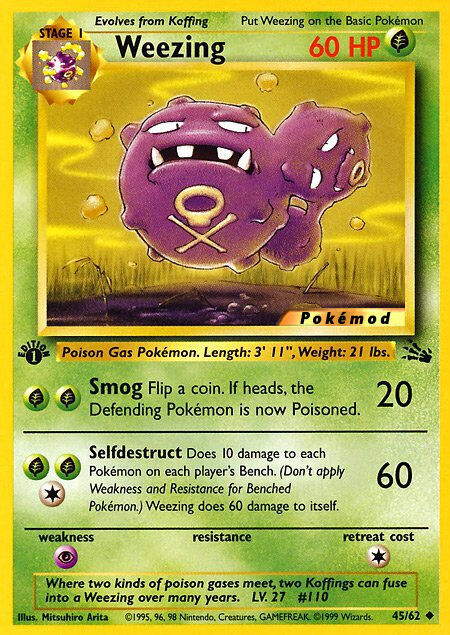 Evolves from Koffing Put Weezing on the Basic Pokémon
STAGE 1
Weezing 60 HP
Pokémod
EDITION
1
Poison Gas Pokémon. Length: 3' 11", Weight: 21 lbs.
Smog Flip a coin. If heads, the 20
Defending Pokémon is now Poisoned.
Selfdestruct Does 10 damage to each
Pokémon on each player's Bench. (Don't apply
Weakness and Resistance for Benched 60
Pokémon.) Weezing does 60 damage to itself.
weakness resistance retreat cost
Where two kinds of poison gases meet, two Koffings can fuse
into a Weezing over many years. LV. 27 #110
Illus. Mitsuhiro Arita ©1995, 96, 98 Nintendo, Creatures, GAMEFREAK. ©1999 Wizards. 45/62